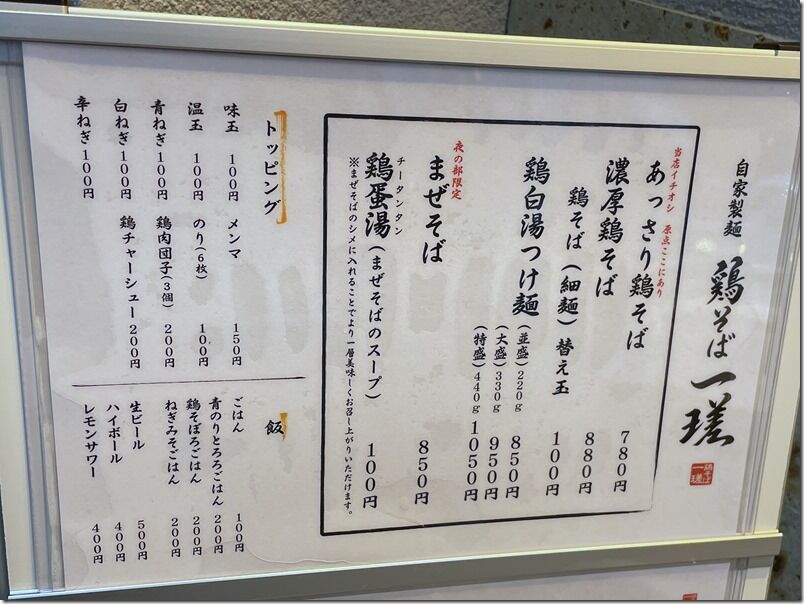 自家製麺
鶏そば 一瑳
鶏そば
一瑳
当店イチオシ 原点ここにあり
あっさり鶏そば 780円
濃厚鶏そば 880円
鶏そば(細麺)替え玉 100円
鶏白湯つけ麺
(並盛)220g 850円
(大盛)330g 950円
(特盛)440g 1050円
夜の部限定
まぜそば 850円
チータンタン
鶏蛋湯(まぜそばのスープ) 100円
※まぜそばのシメに入れることでより一層美味しくお召し上がりいただけます。
トッピング
味玉 100円 メンマ 150円
温玉 100円 のり(6枚) 100円
青ねぎ 100円 鶏肉団子(3個) 200円
白ねぎ 100円 鶏チャーシュー 200円
辛ねぎ 100円
飯
ごはん 100円
青のりとろろごはん 200円
鶏そぼろごはん 200円
ねぎみそごはん 200円
生ビール 500円
ハイボール 400円
レモンサワー 400円